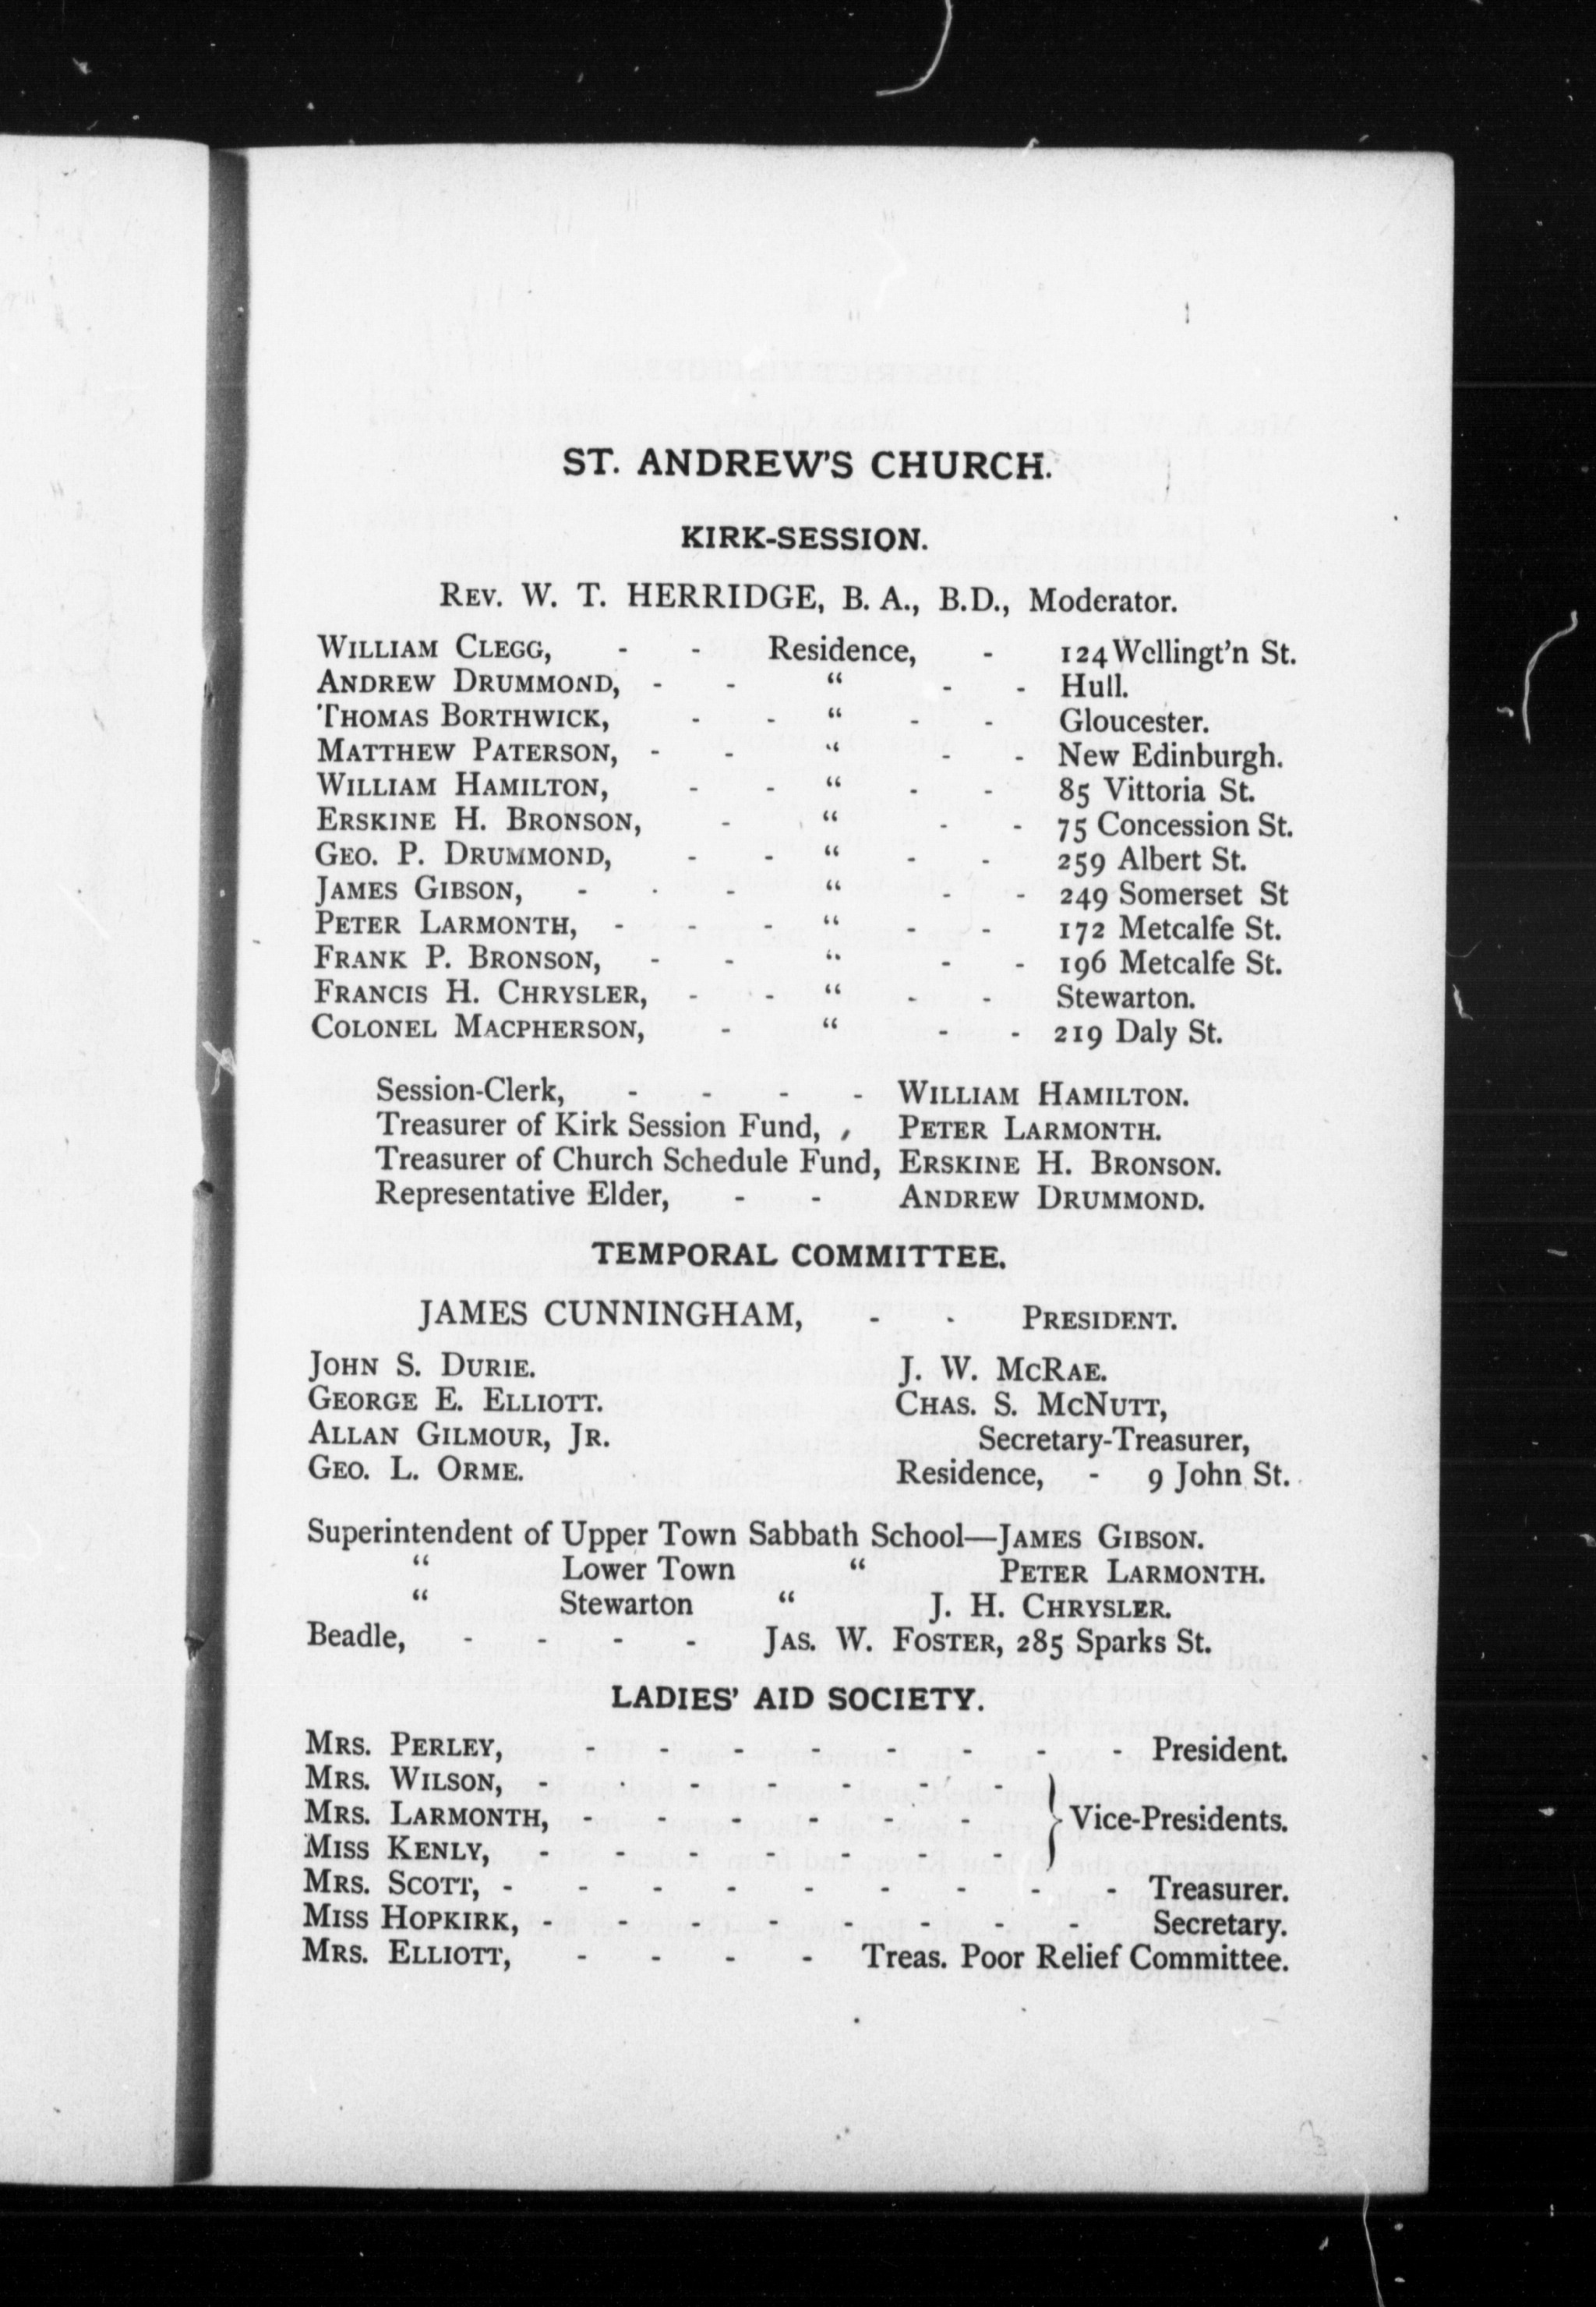 ST. ANDREW'S CHURCH.
KIRK-SESSION.
REV. W. T. HERRIDGE, B. A., B.D., Moderator.
WILLIAM CLEGG, - - Residence, - 124 Wellingt'n St.
ANDREW DRUMMOND, - - “ - - Hull.
THOMAS BORTHWICK, - - “ - - Gloucester.
MATTHEW PATERSON, - - “ - - New Edinburgh.
WILLIAM HAMILTON, - - “ - - 85 Vittoria St.
ERSKINE H. BRONSON, - “ - - 75 Concession St.
GEO. P. DRUMMOND, - - “ - - 259 Albert St.
JAMES GIBSON, - - - “ - - 249 Somerset St
PETER LARMONTH, - - - “ - - 172 Metcalfe St.
FRANK P. BRONSON, - - “ - - 196 Metcalfe St.
FRANCIS H. CHRYSLER, - - “ - - Stewarton.
COLONEL MACPHERSON, - “ - - 219 Daly St.
Session-Clerk, - - - - WILLIAM HAMILTON.
Treasurer of Kirk Session Fund, , PETER LARMONTH.
Treasurer of Church Schedule Fund, ERSKINE H. BRONSON.
Representative Elder, - - ANDREW DRUMMOND.
TEMPORAL COMMITTEE.
JAMES CUNNINGHAM, - - PRESIDENT.
JOHN S. DURIE. J. W. MCRAE.
GEORGE E. ELLIOTT. CHAS. S. MCNUTT,
ALLAN GILMOUR, JR. Secretary-Treasurer,
GEO. L. ORME. Residence, - 9 John St.
Superintendent of Upper Town Sabbath School—JAMES GIBSON.
“ Lower Town “ PETER LARMONTH.
“ Stewarton “ J. H. CHRYSLER.
Beadle, - - - - JAS. W. FOSTER, 285 Sparks St.
LADIES' AID SOCIETY.
MRS. PERLEY, - - - - - - - - President.
MRS. WILSON, - - - - - - -
MRS. LARMONTH, - - - - - - } Vice-Presidents.
MISS KENLY, - - - - - - -
MRS. SCOTT, - - - - - - - - - Treasurer.
MISS HOPKIRK, - - - - - - - - Secretary.
MRS. ELLIOTT, - - - - Treas. Poor Relief Committee.